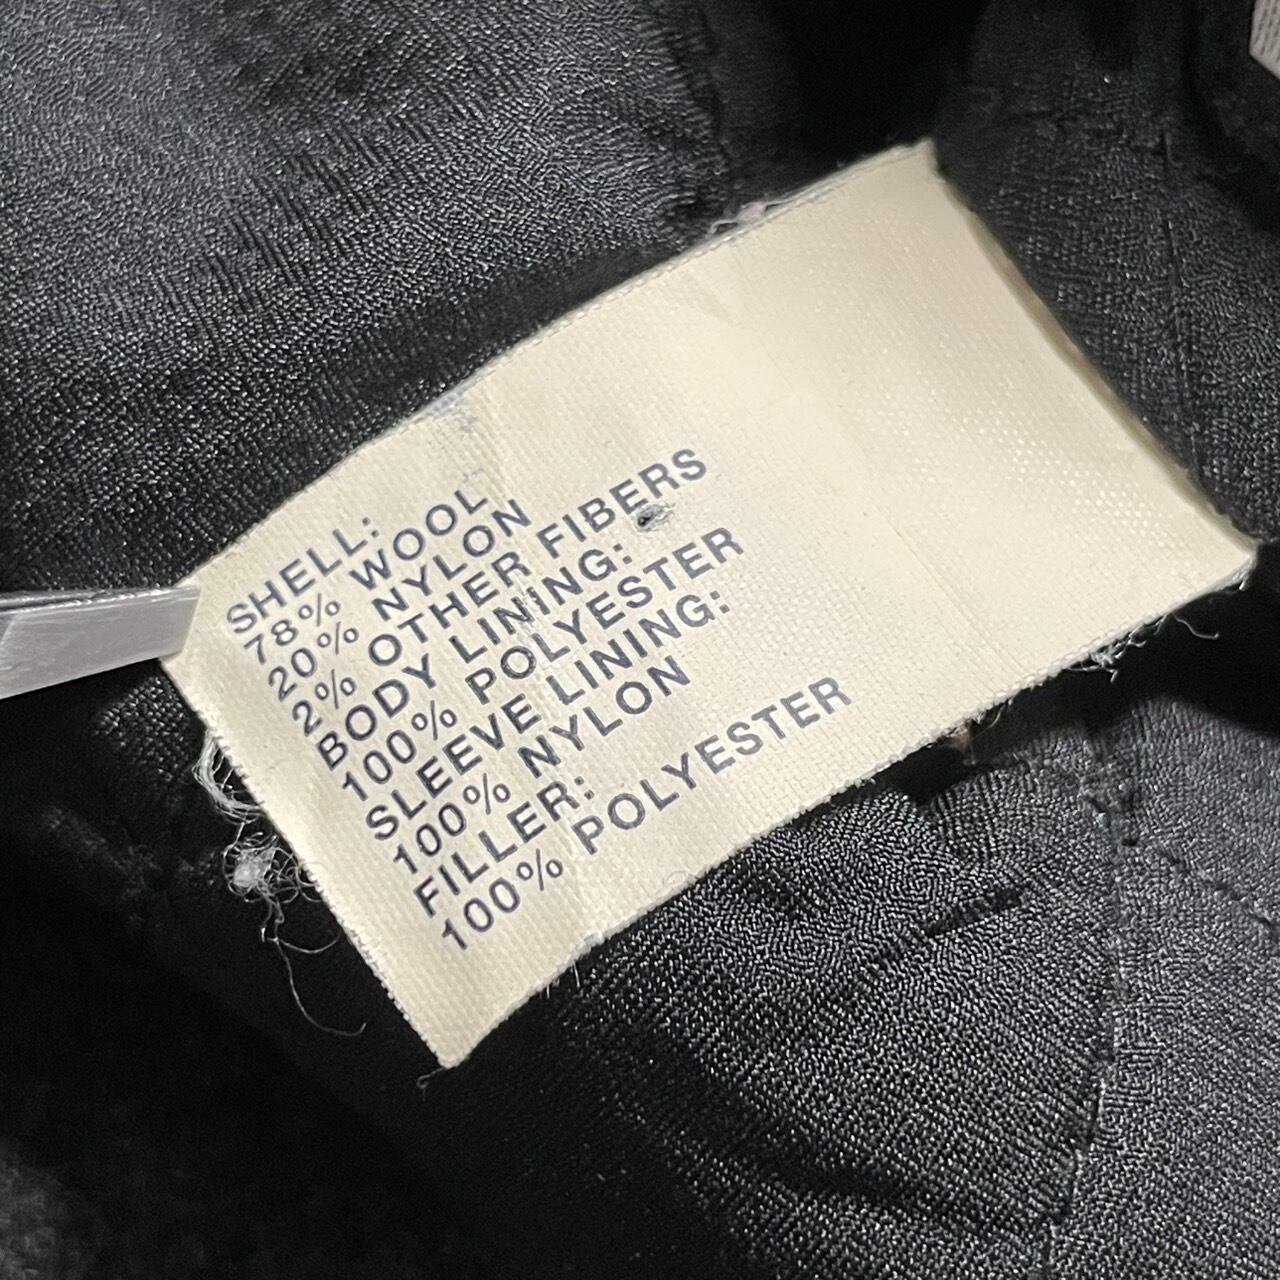 SHELL:
78% WOOL
20% NYLON
2% OTHER FIBERS
BODY LINING:
100% POLYESTER
SLEEVE LINING:
100% NYLON
FILLER:
100% POLYESTER